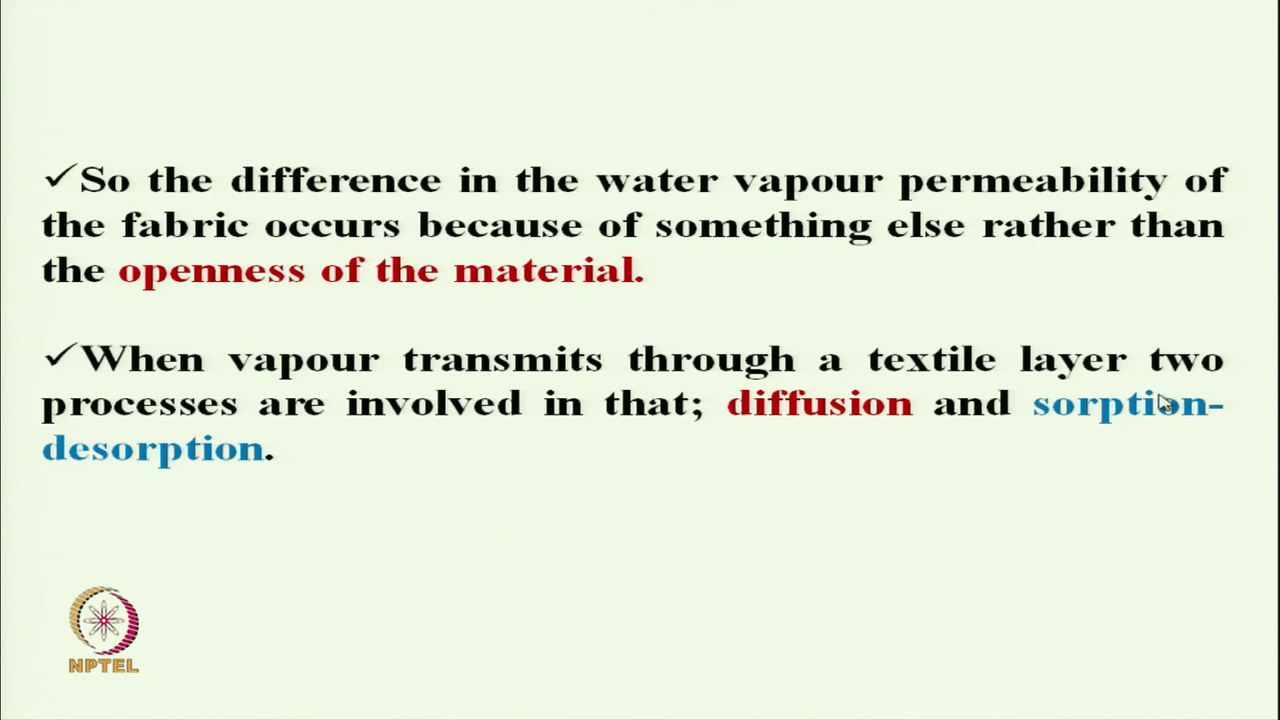 ✓So the difference in the water vapour permeability of
the fabric occurs because of something else rather than
the openness of the material.
✓When vapour transmits through a textile layer two
processes are involved in that; diffusion and sorption-
desorption.
NPTEL